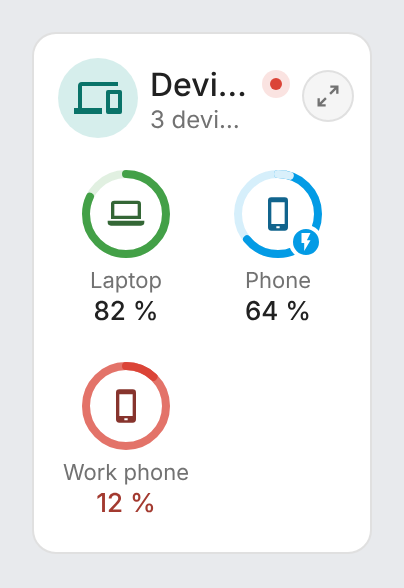 Devi...
3 devi...
Laptop
82 %
Phone
64 %
Work phone
12 %